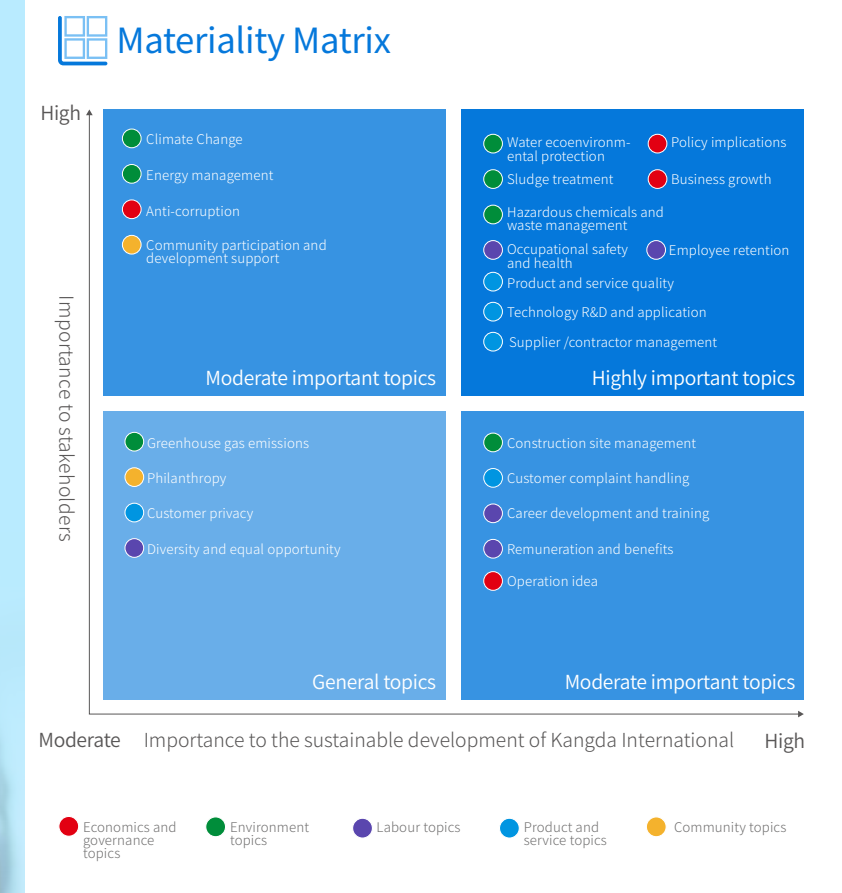 Materiality Matrix
High
Climate Change
Energy management
Anti-corruption
Community participation and
development support
Moderate important topics
Water ecoenvironm-
ental protection
Policy implications
Sludge treatment
Business growth
Hazardous chemicals and
waste management
Occupational safety
and health
Employee retention
Product and service quality
Technology R&D and application
Supplier /contractor management
Highly important topics
Importance to stakeholders
Greenhouse gas emissions
Philanthropy
Customer privacy
Diversity and equal opportunity
General topics
Construction site management
Customer complaint handling
Career development and training
Remuneration and benefits
Operation idea
Moderate important topics
Moderate
Importance to the sustainable development of Kangda International
High
Economics and
governance
topics
Environment
topics
Labour topics
Product and
service topics
Community topics